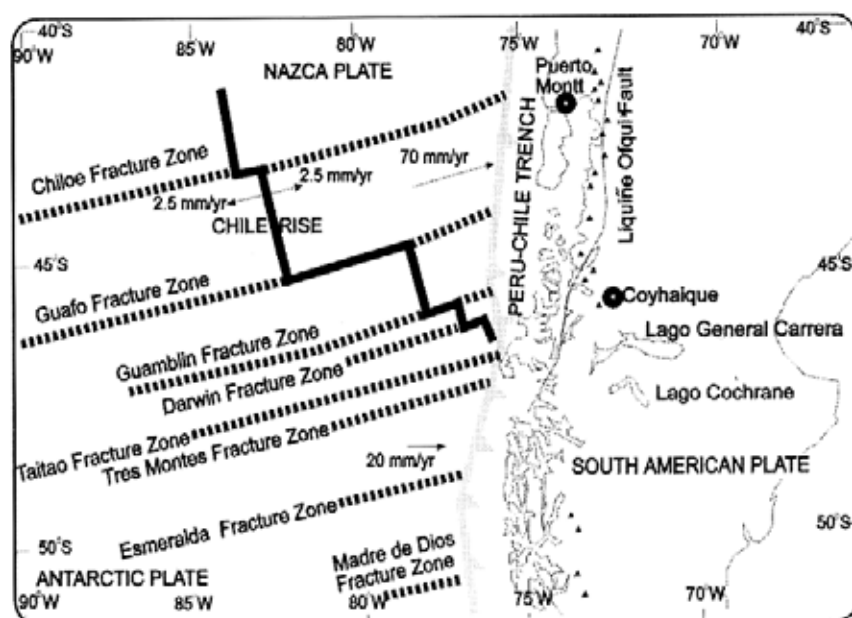 40°S
90°W
85°W
80°W
75°W
70°W
40°S
NAZCA PLATE
Puerto
Montt
Chiloe Fracture Zone
2.5 mm/yr
2.5 mm/yr
70 mm/yr
CHILE RISE
PERU-CHILE TRENCH
Liquiñe Ofqui Fault
45°S
45°S
Guafo Fracture Zone
Coyhaique
Guamblin Fracture Zone
Lago General Carrera
Darwin Fracture Zone
Lago Cochrane
Taitao Fracture Zone
Tres Montes Fracture Zone
20 mm/yr
SOUTH AMERICAN PLATE
Esmeralda Fracture Zone
50°S
50°S
Madre de Dios
Fracture Zone
ANTARCTIC PLATE
90°W
85°W
80°W
75°W
70°W